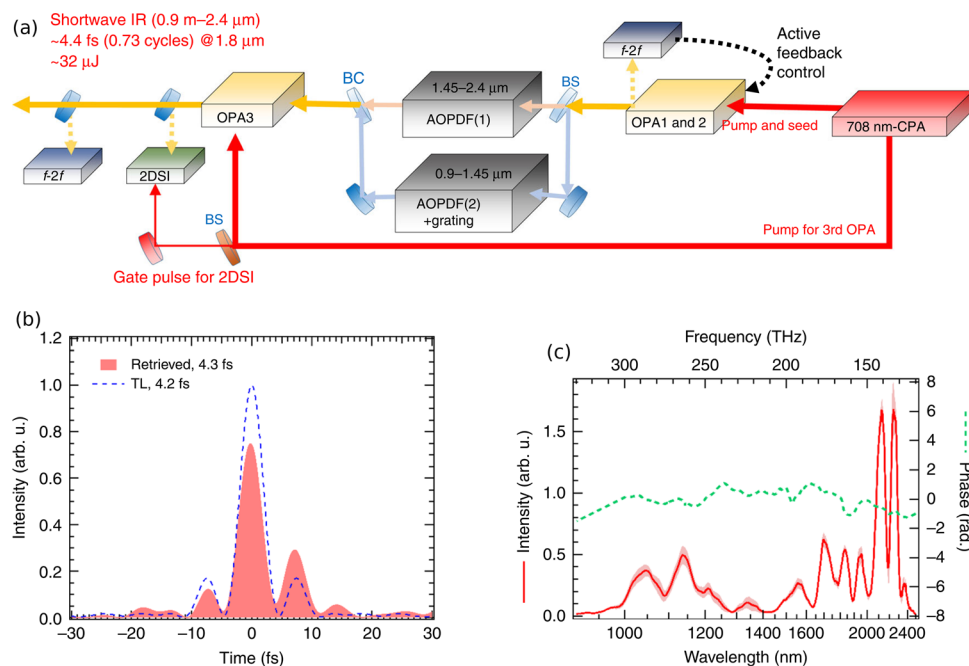 (a)
Shortwave IR (0.9 m–2.4 μm)
~4.4 fs (0.73 cycles) @1.8 μm
~32 μJ
f-2f
Active
feedback
control
BC
1.45–2.4 μm
BS
OPA3
AOPDF(1)
OPA1 and 2
Pump and seed
708 nm-CPA
f-2f
2DSI
0.9–1.45 μm
AOPDF(2)
+grating
BS
Pump for 3rd OPA
Gate pulse for 2DSI
(b)
1.2
1.0
0.8
0.6
0.4
0.2
0.0
Intensity (arb. u.)
Retrieved, 4.3 fs
TL, 4.2 fs
−30
−20
−10
0
10
20
30
Time (fs)
(c)
Frequency (THz)
300
250
200
150
1.5
1.0
0.5
0.0
Intensity (arb. u.)
8
6
4
2
0
−2
−4
−6
−8
Phase (rad.)
1000
1200
1400
1600
1800
2000
2400
Wavelength (nm)